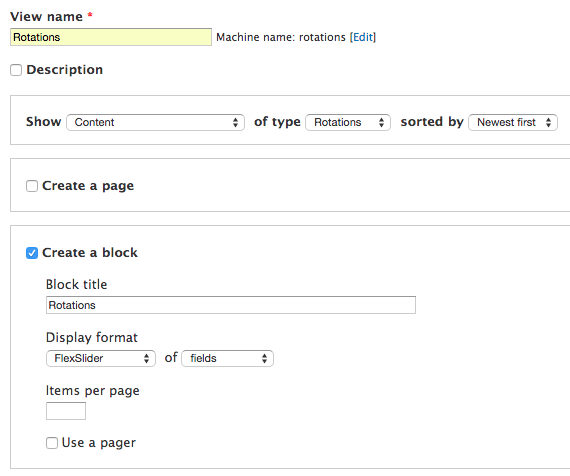 View name *
Rotations Machine name: rotations [Edit]
Description
Show Content of type Rotations sorted by Newest first
Create a page
Create a block
Block title
Rotations
Display format
FlexSlider of fields
Items per page
Use a pager